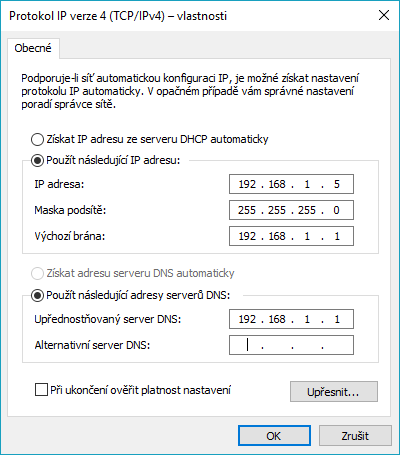 Protokol IP verze 4 (TCP/IPv4) – vlastnosti
Obecné
Podporuje-li síť automatickou konfiguraci IP, je možné získat nastavení
protokolu IP automaticky. V opačném případě vám správné nastavení
poradí správce sítě.
Získat IP adresu ze serveru DHCP automaticky
Použít následující IP adresu:
IP adresa: 192 . 168 . 1 . 5
Maska podsítě: 255 . 255 . 255 . 0
Výchozí brána: 192 . 168 . 1 . 1
Získat adresu serveru DNS automaticky
Použít následující adresy serverů DNS:
Upřednostňovaný server DNS: 192 . 168 . 1 . 1
Alternativní server DNS: . . .
Při ukončení ověřit platnost nastavení
Upřesnit...
OK Zrušit